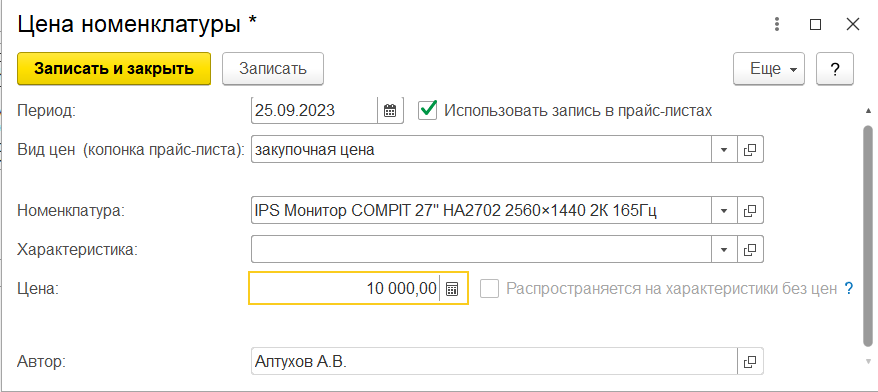 Цена номенклатуры *
Записать и закрыть Записать Еще ?
Период: 25.09.2023 Использовать запись в прайс-листах
Вид цен (колонка прайс-листа): закупочная цена
Номенклатура: IPS Монитор COMPIT 27" HA2702 2560×1440 2К 165Гц
Характеристика:
Цена: 10 000,00 Распространяется на характеристики без цен ?
Автор: Алтухов А.В.